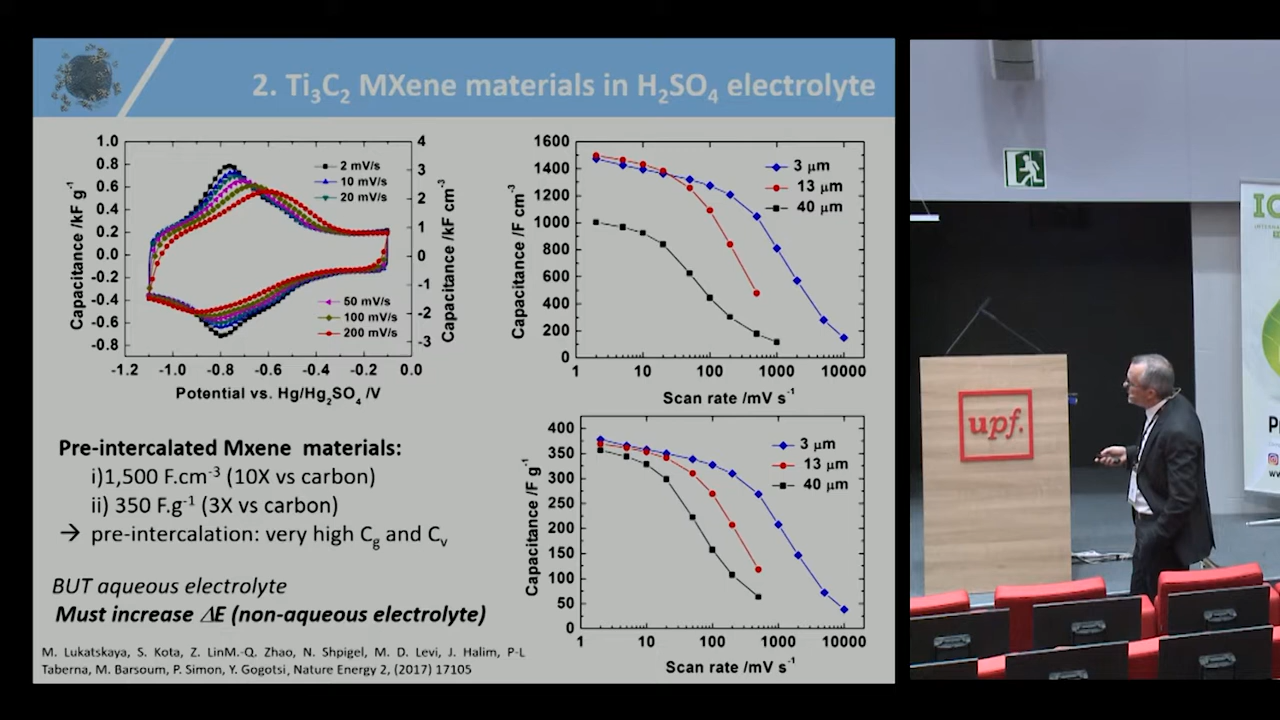 2. Ti3C2 MXene materials in H2SO4 electrolyte
1.0
0.8
0.6
0.4
0.2
0.0
-0.2
-0.4
-0.6
-0.8
Capacitance /kF g-1
4
3
2
1
0
-1
-2
-3
Capacitance /kF cm-3
2 mV/s
10 mV/s
20 mV/s
50 mV/s
100 mV/s
200 mV/s
-1.2 -1.0 -0.8 -0.6 -0.4 -0.2 0.0
Potential vs. Hg/Hg2SO4 /V
1600
1400
1200
1000
800
600
400
200
0
Capacitance /F cm-3
3 μm
13 μm
40 μm
1 10 100 1000 10000
Scan rate /mV s-1
Pre-intercalated Mxene materials:
i)1,500 F.cm-3 (10X vs carbon)
ii) 350 F.g-1 (3X vs carbon)
→ pre-intercalation: very high Cg and Cv
BUT aqueous electrolyte
Must increase ΔE (non-aqueous electrolyte)
400
350
300
250
200
150
100
50
0
Capacitance /F g-1
3 μm
13 μm
40 μm
1 10 100 1000 10000
Scan rate /mV s-1
M. Lukatskaya, S. Kota, Z. LinM.-Q. Zhao, N. Shpigel, M. D. Levi, J. Halim, P-L
Taberna, M. Barsoum, P. Simon, Y. Gogotsi, Nature Energy 2, (2017) 17105
upf.